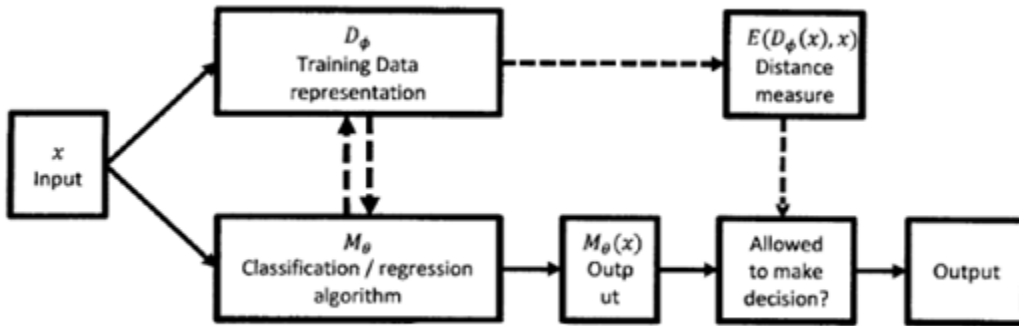 D_ϕ
Training Data
representation
E(D_ϕ(x), x)
Distance
measure
x
Input
M_θ
Classification / regression
algorithm
M_θ(x)
Outp
ut
Allowed
to make
decision?
Output